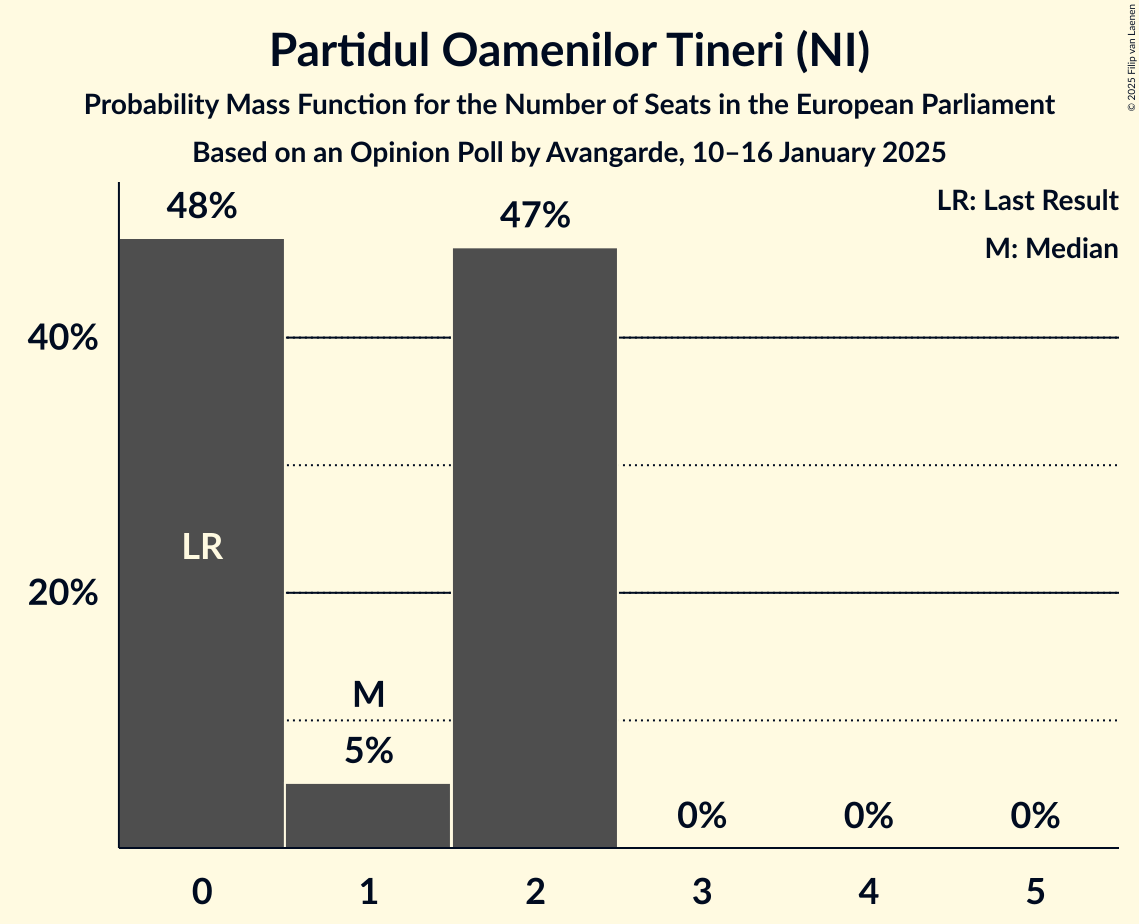 Partidul Oamenilor Tineri (NI)
Probability Mass Function for the Number of Seats in the European Parliament
Based on an Opinion Poll by Avangarde, 10–16 January 2025
© 2025 Filip van Laenen
LR: Last Result
M: Median
48%
47%
40%
LR
20%
M
5%
0%
0%
0%
0
1
2
3
4
5